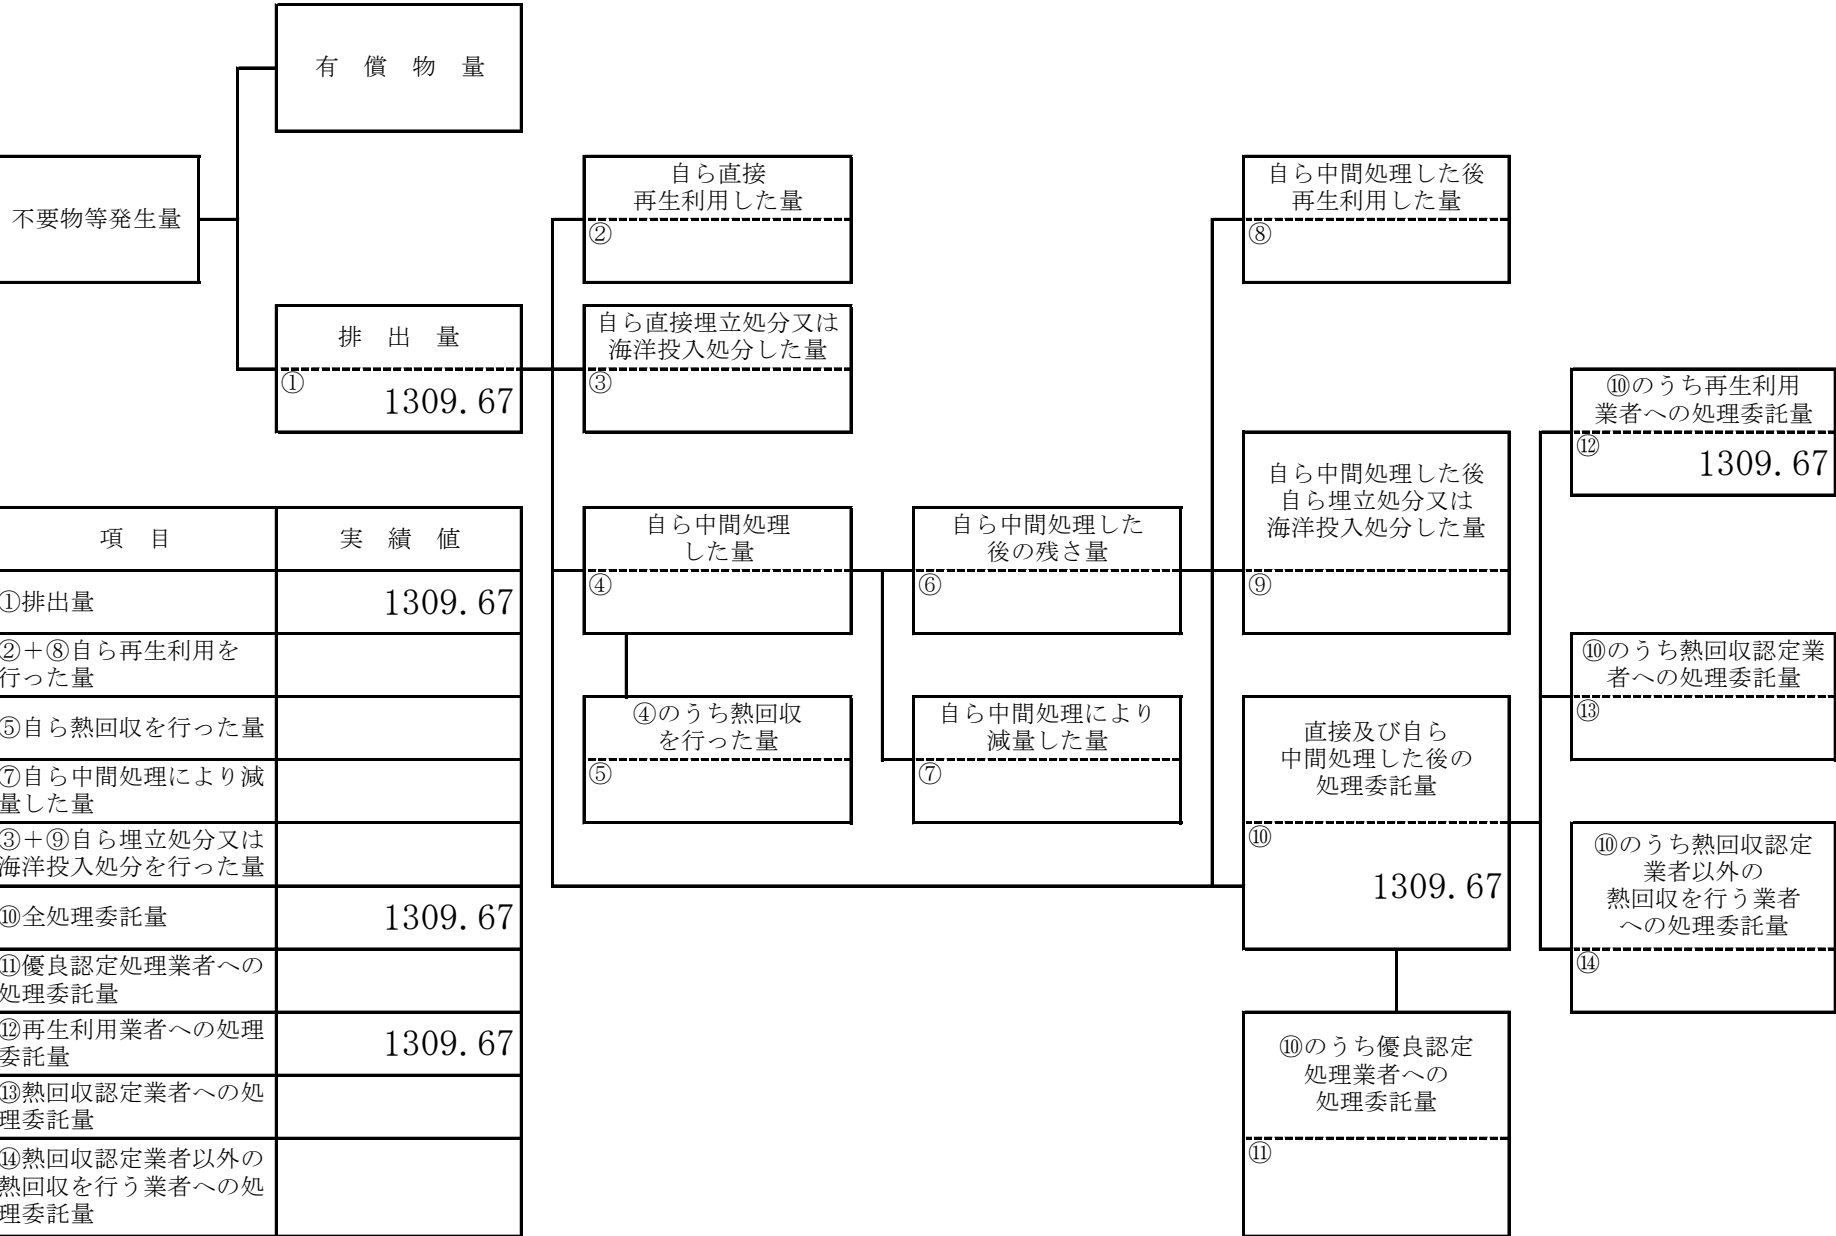 有 償 物 量
不要物等発生量
排 出 量
①
1309.67
自ら直接
再生利用した量
②
自ら直接埋立処分又は
海洋投入処分した量
③
自ら中間処理
した量
④
④のうち熱回収
を行った量
⑤
自ら中間処理した
後の残さ量
⑥
自ら中間処理により
減量した量
⑦
自ら中間処理した後
再生利用した量
⑧
自ら中間処理した後
自ら埋立処分又は
海洋投入処分した量
⑨
直接及び自ら
中間処理した後の
処理委託量
⑩
1309.67
⑩のうち優良認定
処理業者への
処理委託量
⑪
⑩のうち再生利用
業者への処理委託量
⑫
1309.67
⑩のうち熱回収認定業
者への処理委託量
⑬
⑩のうち熱回収認定
業者以外の
熱回収を行う業者
への処理委託量
⑭
項 目 実 績 値
①排出量 1309.67
②＋⑧自ら再生利用を
行った量
⑤自ら熱回収を行った量
⑦自ら中間処理により減
量した量
③＋⑨自ら埋立処分又は
海洋投入処分を行った量
⑩全処理委託量 1309.67
⑪優良認定処理業者への
処理委託量
⑫再生利用業者への処理
委託量 1309.67
⑬熱回収認定業者への処
理委託量
⑭熱回収認定業者以外の
熱回収を行う業者への処
理委託量